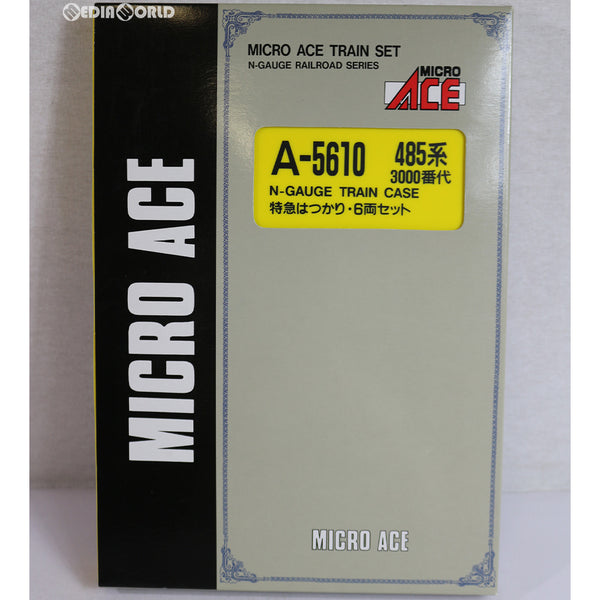 MEDIAWORLD
MICRO ACE TRAIN SET
N-GAUGE RAILROAD SERIES
MICRO
ACE
A-5610 485系
3000番代
N-GAUGE TRAIN CASE
特急はつかり・6両セット
MICRO ACE
MICRO ACE